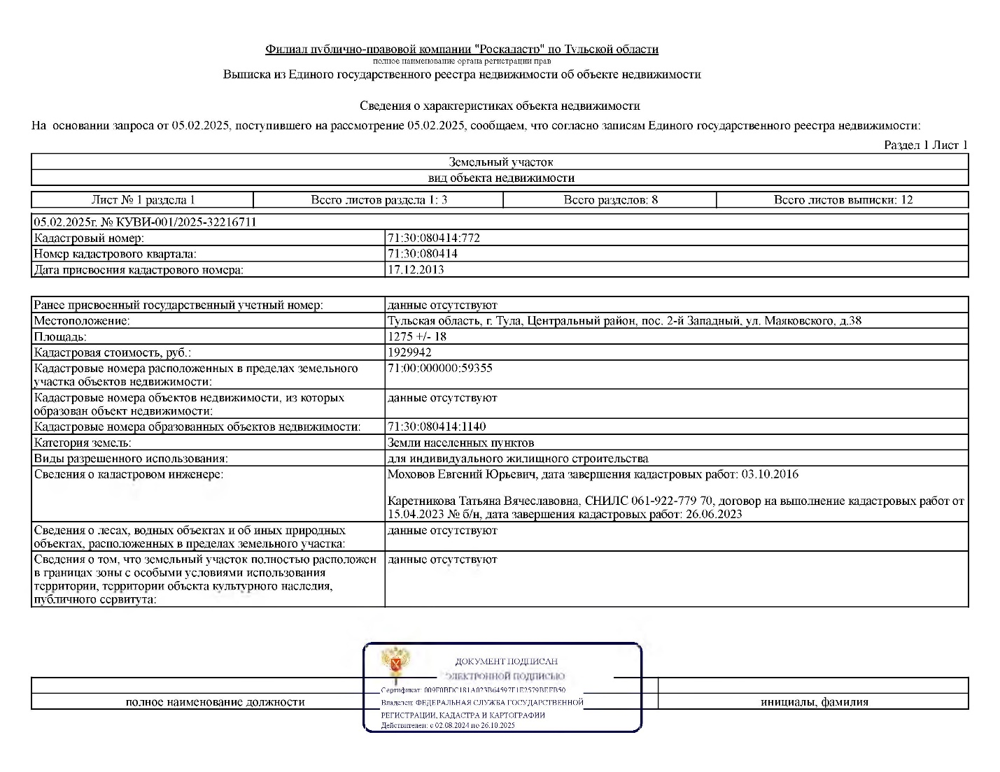 Филиал публично-правовой компании "Роскадастр" по Тульской области
полное наименование органа регистрации прав
Выписка из Единого государственного реестра недвижимости об объекте недвижимости
Сведения о характеристиках объекта недвижимости
На основании запроса от 05.02.2025, поступившего на рассмотрение 05.02.2025, сообщаем, что согласно записям Единого государственного реестра недвижимости:
Раздел 1 Лист 1
Земельный участок
вид объекта недвижимости
Лист № 1 раздела 1 Всего листов раздела 1: 3 Всего разделов: 8 Всего листов выписки: 12
05.02.2025г. № КУВИ-001/2025-32216711
Кадастровый номер: 71:30:080414:772
Номер кадастрового квартала: 71:30:080414
Дата присвоения кадастрового номера: 17.12.2013
Ранее присвоенный государственный учетный номер: данные отсутствуют
Местоположение: Тульская область, г. Тула, Центральный район, пос. 2-й Западный, ул. Маяковского, д.38
Площадь: 1275 +/- 18
Кадастровая стоимость, руб.: 1929942
Кадастровые номера расположенных в пределах земельного 71:00:000000:59355
участка объектов недвижимости:
Кадастровые номера объектов недвижимости, из которых данные отсутствуют
образован объект недвижимости:
Кадастровые номера образованных объектов недвижимости: 71:30:080414:1140
Категория земель: Земли населенных пунктов
Виды разрешенного использования: для индивидуального жилищного строительства
Сведения о кадастровом инженере: Моховов Евгений Юрьевич, дата завершения кадастровых работ: 03.10.2016
Каретникова Татьяна Вячеславовна, СНИЛС 061-922-779 70, договор на выполнение кадастровых работ от
15.04.2023 № б/н, дата завершения кадастровых работ: 26.06.2023
Сведения о лесах, водных объектах и об иных природных данные отсутствуют
объектах, расположенных в пределах земельного участка:
Сведения о том, что земельный участок полностью расположен данные отсутствуют
в границах зоны с особыми условиями использования
территории, территории объекта культурного наследия,
публичного сервитута:
ДОКУМЕНТ ПОДПИСАН
ЭЛЕКТРОННОЙ ПОДПИСЬЮ
Сертификат: 009F0BDC181A023B64597F1F2579BEFB50
Владелец: ФЕДЕРАЛЬНАЯ СЛУЖБА ГОСУДАРСТВЕННОЙ
РЕГИСТРАЦИИ, КАДАСТРА И КАРТОГРАФИИ
Действителен: с 02.08.2024 по 26.10.2025
полное наименование должности инициалы, фамилия